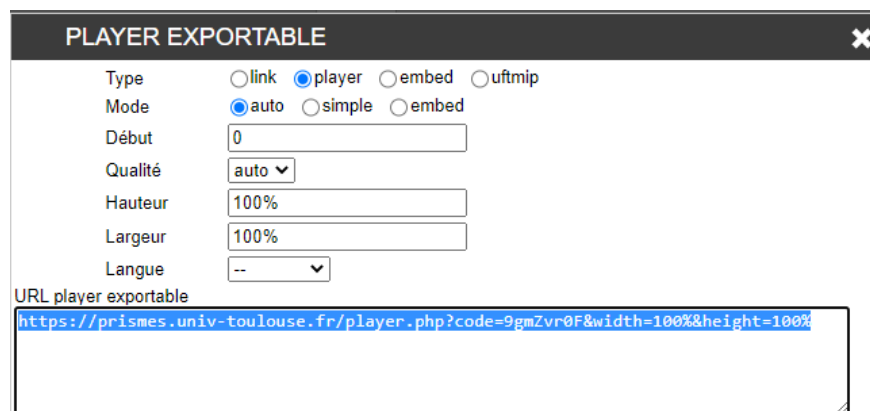 PLAYER EXPORTABLE
Type link player embed uftmip
Mode auto simple embed
Début 0
Qualité auto
Hauteur 100%
Largeur 100%
Langue --
URL player exportable
https://prismes.univ-toulouse.fr/player.php?code=9gmZvr0F&width=100%&height=100%